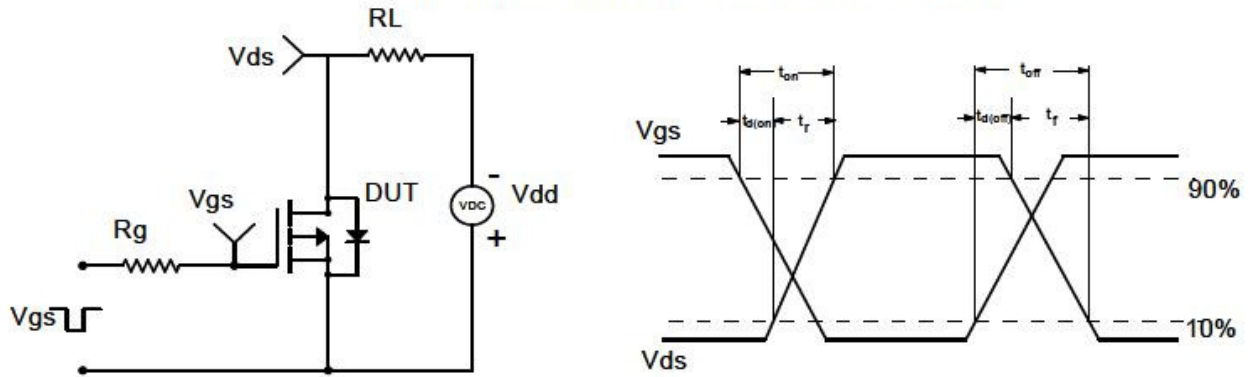 RL
Vds
DUT
-
Vdd
VDC
+
Vgs
Rg
Vgs
ton
toff
td(on)
tr
td(off)
tf
Vgs
90%
10%
Vds